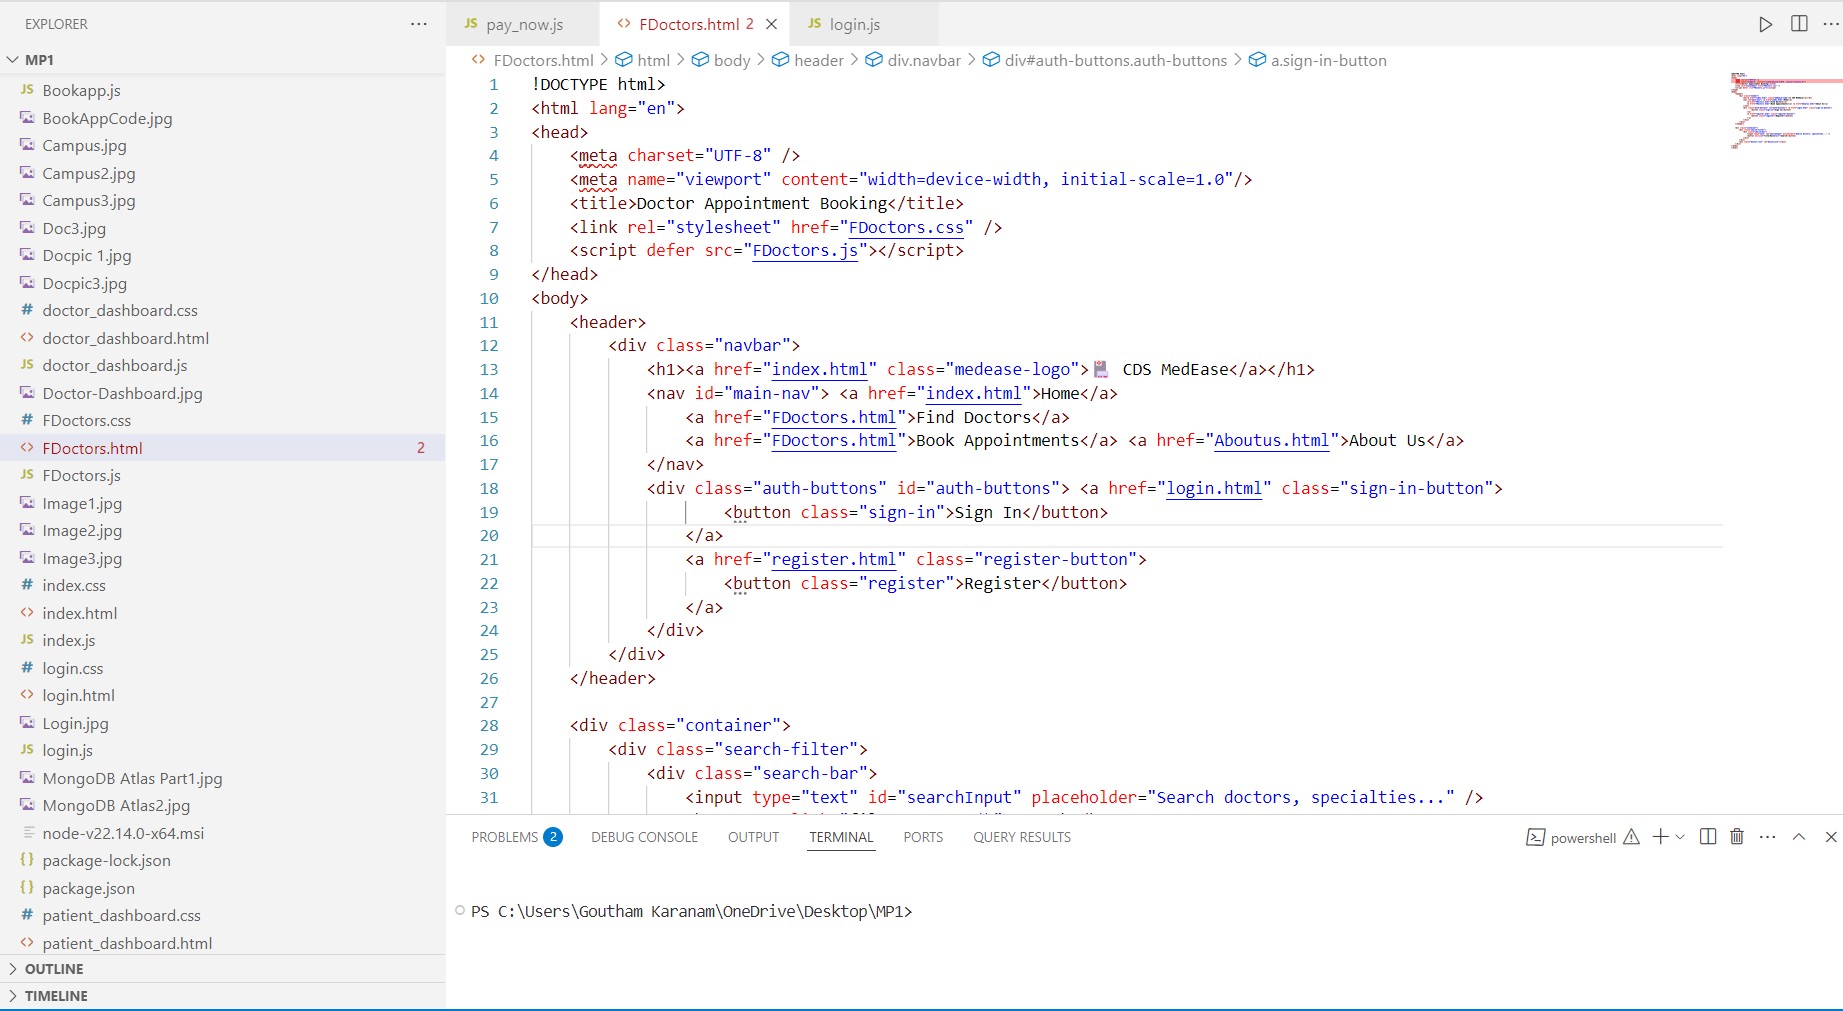 EXPLORER
MP1
JS Bookapp.js
BookAppCode.jpg
Campus.jpg
Campus2.jpg
Campus3.jpg
Doc3.jpg
Docpic 1.jpg
Docpic3.jpg
# doctor_dashboard.css
<> doctor_dashboard.html
JS doctor_dashboard.js
Doctor-Dashboard.jpg
# FDoctors.css
<> FDoctors.html 2
JS FDoctors.js
Image1.jpg
Image2.jpg
Image3.jpg
# index.css
<> index.html
JS index.js
# login.css
<> login.html
Login.jpg
JS login.js
MongoDB Atlas Part1.jpg
MongoDB Atlas2.jpg
node-v22.14.0-x64.msi
{} package-lock.json
{} package.json
# patient_dashboard.css
<> patient_dashboard.html
OUTLINE
TIMELINE
JS pay_now.js
<> FDoctors.html 2
JS login.js
<> FDoctors.html > html > body > header > div.navbar > div#auth-buttons.auth-buttons > a.sign-in-button
1 !DOCTYPE html>
2 <html lang="en">
3 <head>
4 <meta charset="UTF-8" />
5 <meta name="viewport" content="width=device-width, initial-scale=1.0"/>
6 <title>Doctor Appointment Booking</title>
7 <link rel="stylesheet" href="FDoctors.css" />
8 <script defer src="FDoctors.js"></script>
9 </head>
10 <body>
11 <header>
12 <div class="navbar">
13 <h1><a href="index.html" class="medease-logo"> CDS MedEase</a></h1>
14 <nav id="main-nav"> <a href="index.html">Home</a>
15 <a href="FDoctors.html">Find Doctors</a>
16 <a href="FDoctors.html">Book Appointments</a> <a href="Aboutus.html">About Us</a>
17 </nav>
18 <div class="auth-buttons" id="auth-buttons"> <a href="login.html" class="sign-in-button">
19 <button class="sign-in">Sign In</button>
20 </a>
21 <a href="register.html" class="register-button">
22 <button class="register">Register</button>
23 </a>
24 </div>
25 </div>
26 </header>
27
28 <div class="container">
29 <div class="search-filter">
30 <div class="search-bar">
31 <input type="text" id="searchInput" placeholder="Search doctors, specialties..." />
PROBLEMS 2 DEBUG CONSOLE OUTPUT TERMINAL PORTS QUERY RESULTS
powershell
PS C:\Users\Goutham Karanam\OneDrive\Desktop\MP1>